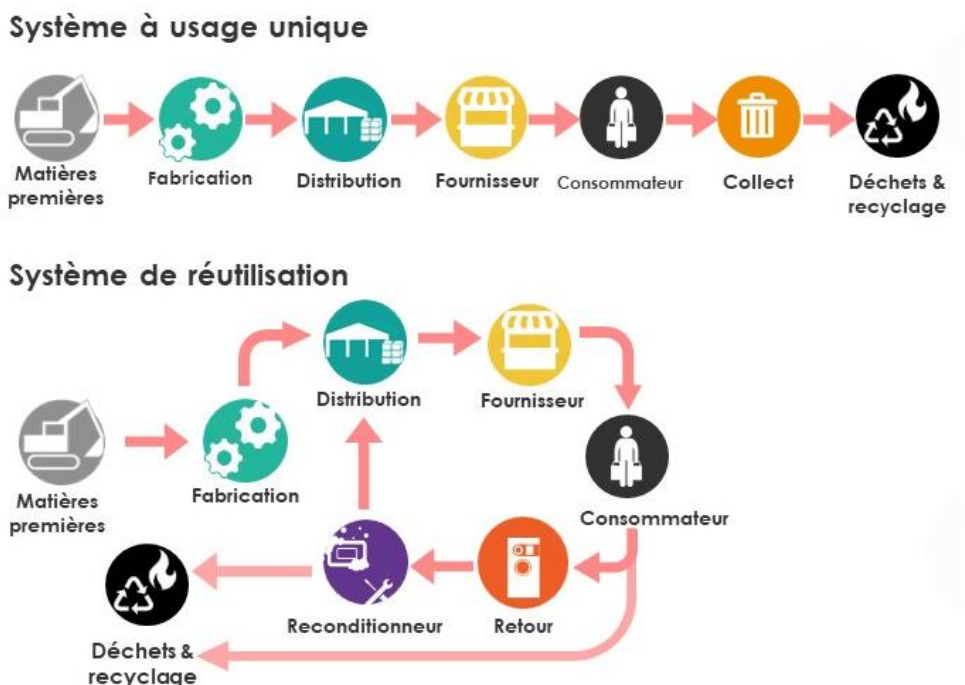 Système à usage unique
Matières
premières
Fabrication
Distribution
Fournisseur
Consommateur
Collect
Déchets &
recyclage
Système de réutilisation
Distribution
Fournisseur
Matières
premières
Fabrication
Consommateur
Reconditionneur
Retour
Déchets &
recyclage